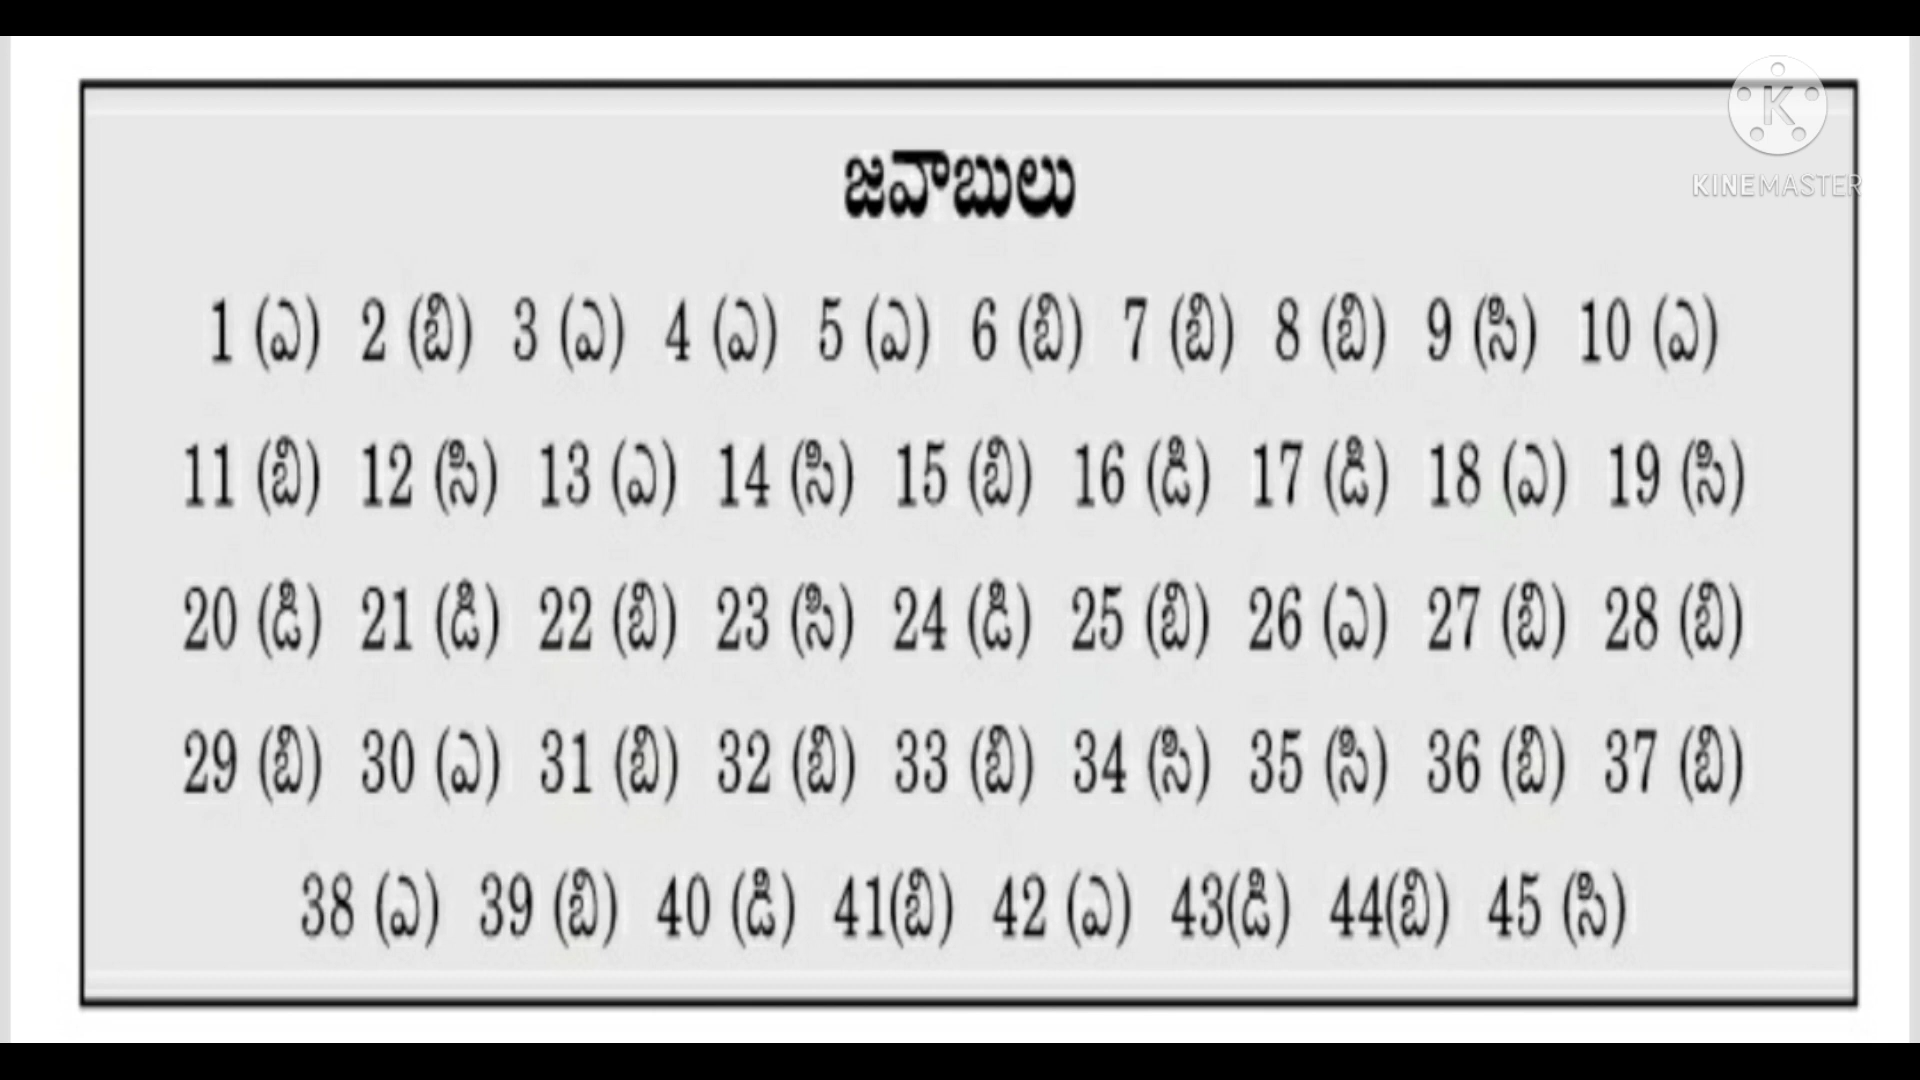 K
KINEMASTER
జవాబులు
1 (ఎ) 2 (బి) 3 (ఎ) 4 (ఎ) 5 (ఎ) 6 (బి) 7 (బి) 8 (బి) 9 (సి) 10 (ఎ)
11 (బి) 12 (సి) 13 (ఎ) 14 (సి) 15 (బి) 16 (డి) 17 (డి) 18 (ఎ) 19 (సి)
20 (డి) 21 (డి) 22 (బి) 23 (సి) 24 (డి) 25 (బి) 26 (ఎ) 27 (బి) 28 (బి)
29 (బి) 30 (ఎ) 31 (బి) 32 (బి) 33 (బి) 34 (సి) 35 (సి) 36 (బి) 37 (బి)
38 (ఎ) 39 (బి) 40 (డి) 41(బి) 42 (ఎ) 43(డి) 44(బి) 45 (సి)